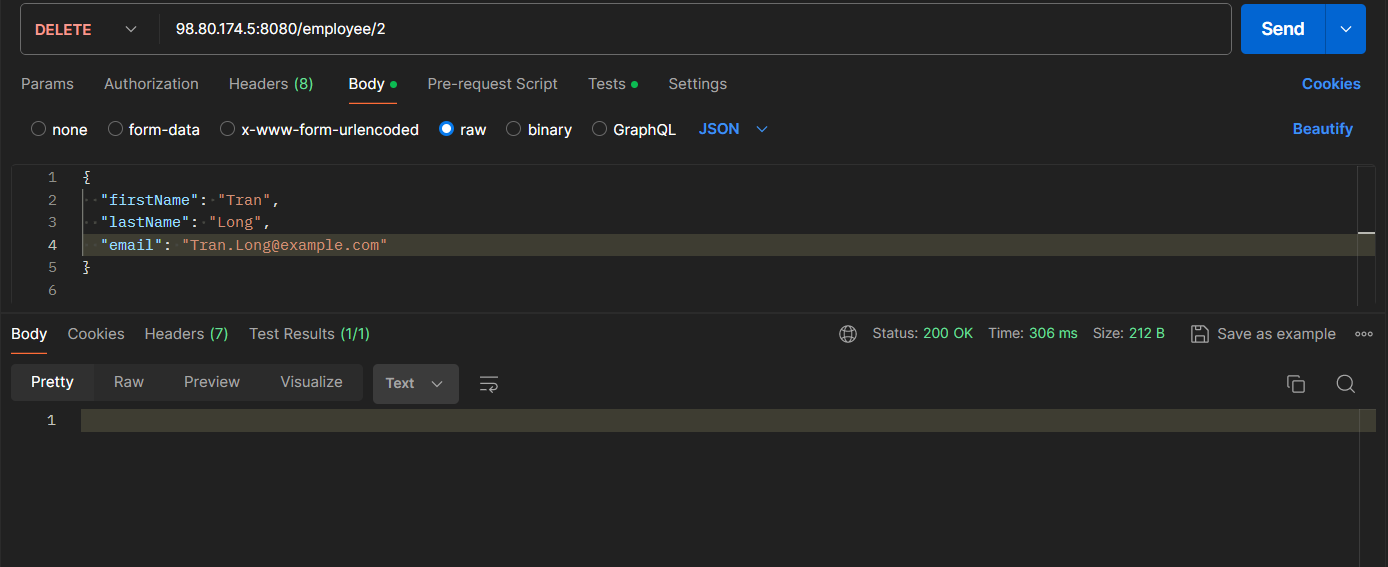 DELETE 98.80.174.5:8080/employee/2 Send
Params Authorization Headers (8) Body Pre-request Script Tests Settings Cookies
none form-data x-www-form-urlencoded raw binary GraphQL JSON Beautify
1 {
2 "firstName": "Tran",
3 "lastName": "Long",
4 "email": "Tran.Long@example.com"
5 }
6
Body Cookies Headers (7) Test Results (1/1) Status: 200 OK Time: 306 ms Size: 212 B Save as example
Pretty Raw Preview Visualize Text
1